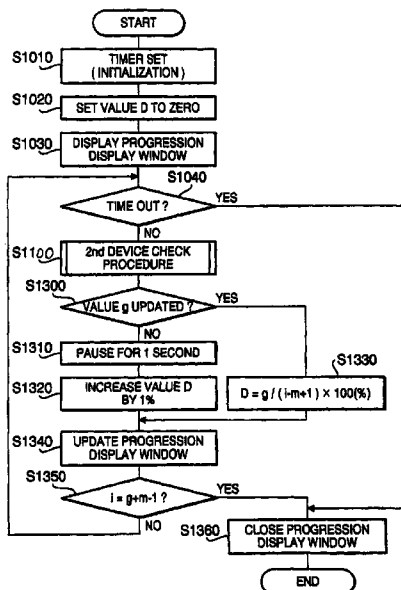 START
S1010
TIMER SET
(INITIALIZATION)
S1020
SET VALUE D TO ZERO
S1030
DISPLAY PROGRESSION
DISPLAY WINDOW
S1040
TIME OUT ?
YES
NO
S1100
2nd DEVICE CHECK
PROCEDURE
S1300
VALUE g UPDATED ?
YES
NO
S1310
PAUSE FOR 1 SECOND
S1320
INCREASE VALUE D
BY 1%
S1330
D = g / ( i-m+1 ) × 100(%)
S1340
UPDATE PROGRESSION
DISPLAY WINDOW
S1350
i = g+m-1 ?
YES
NO
S1360
CLOSE PROGRESSION
DISPLAY WINDOW
END